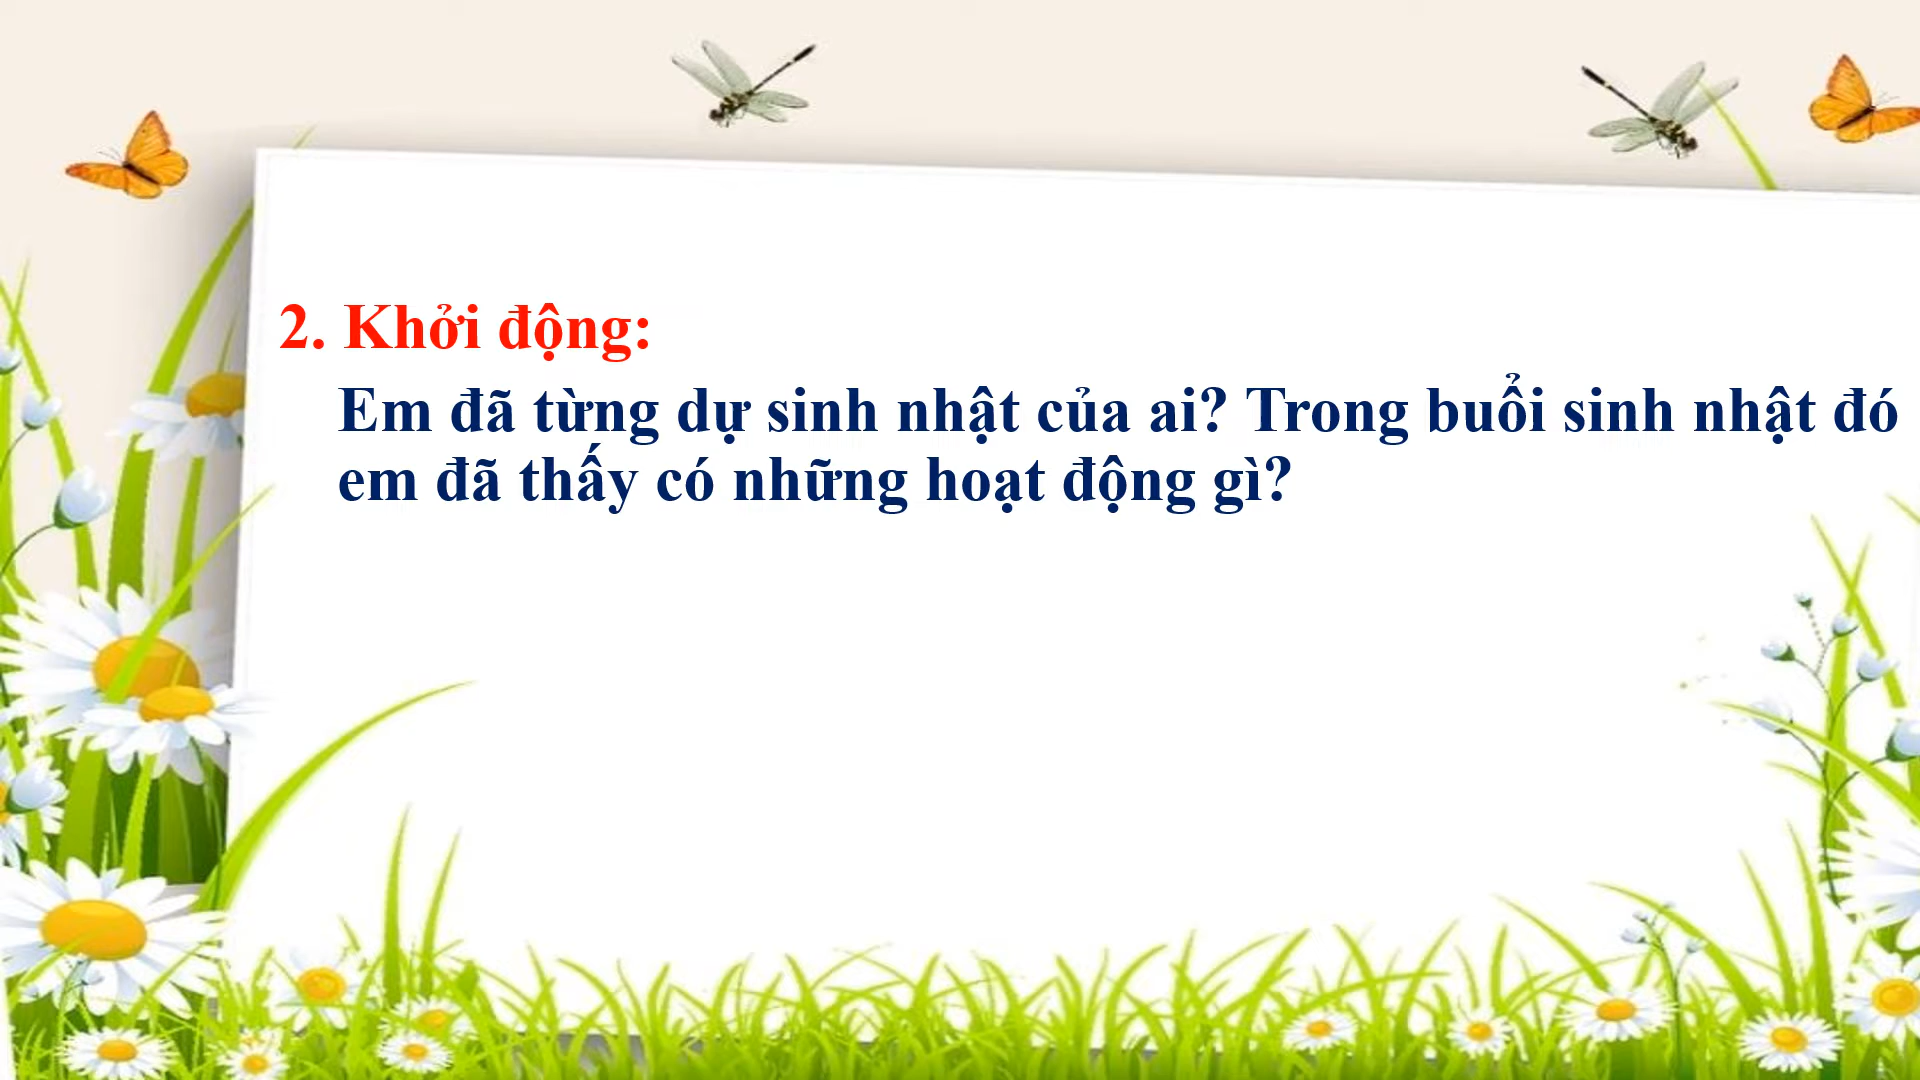 2. Khởi động:
Em đã từng dự sinh nhật của ai? Trong buổi sinh nhật đó
em đã thấy có những hoạt động gì?